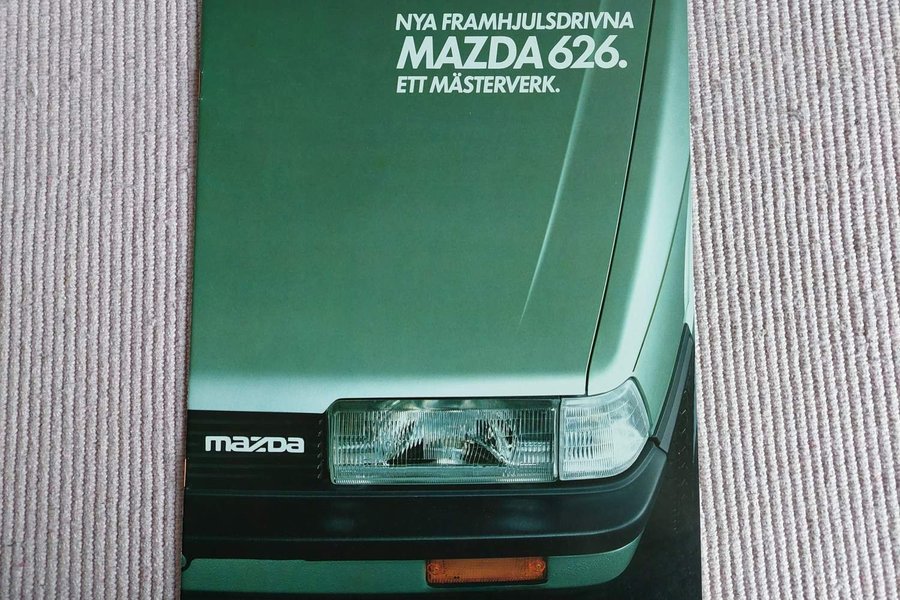 NYA FRAMHJULSDRIVNA
MAZDA 626.
ETT MÄSTERVERK.
mazda